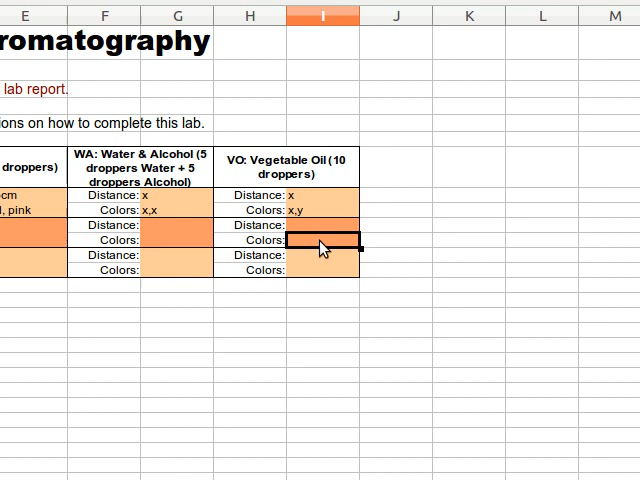 E F G H I J K L M
romatography
lab report.
ions on how to complete this lab.
droppers)
WA: Water & Alcohol (5
droppers Water + 5
droppers Alcohol)
VO: Vegetable Oil (10
droppers)
cm Distance: x Distance: x
l, pink Colors: x,x Colors: x,y
Distance: Distance:
Colors: Colors:
Distance: Distance:
Colors: Colors: